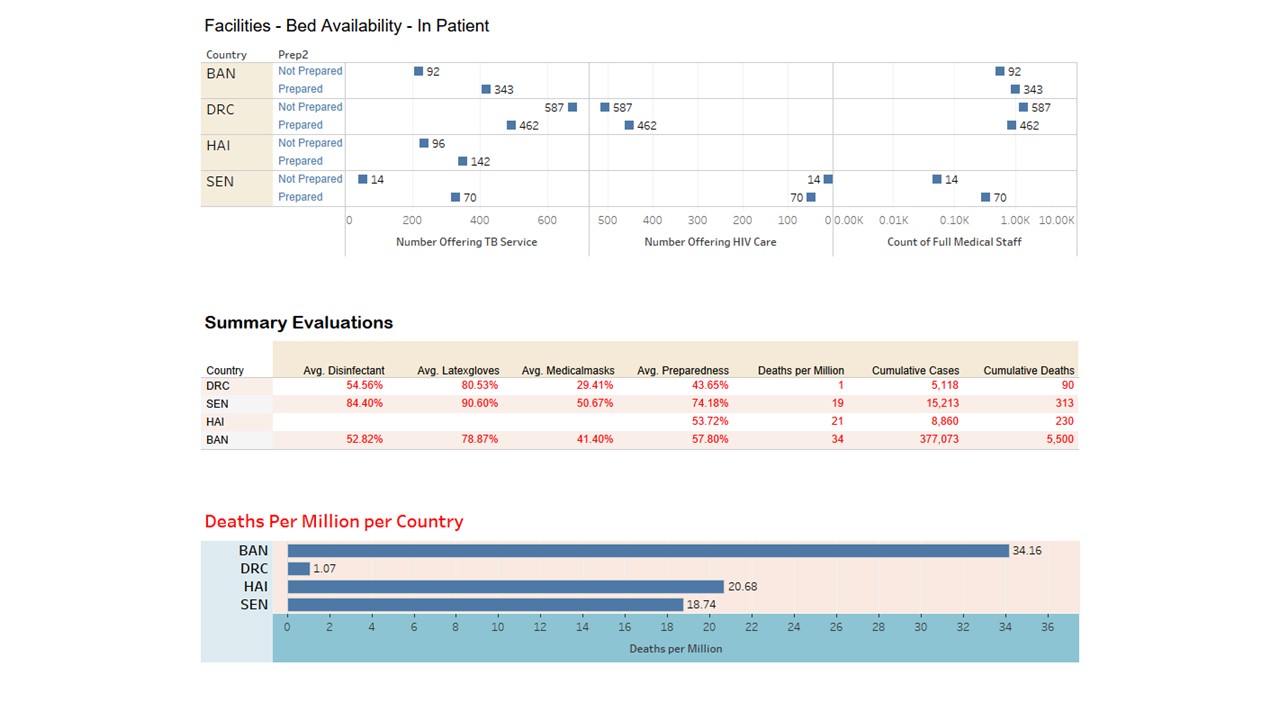 Facilities - Bed Availability - In Patient
Country Prep2
BAN Not Prepared 92 92
Prepared 343 343
DRC Not Prepared 587 587 587
Prepared 462 462 462
HAI Not Prepared 96
Prepared 142
SEN Not Prepared 14 14 14
Prepared 70 70 70
0 200 400 600 500 400 300 200 100 0 0.00K 0.01K 0.10K 1.00K 10.00K
Number Offering TB Service Number Offering HIV Care Count of Full Medical Staff
Summary Evaluations
Country Avg. Disinfectant Avg. Latexgloves Avg. Medicalmasks Avg. Preparedness Deaths per Million Cumulative Cases Cumulative Deaths
DRC 54.56% 80.53% 29.41% 43.65% 1 5,118 90
SEN 84.40% 90.60% 50.67% 74.18% 19 15,213 313
HAI 53.72% 21 8,860 230
BAN 52.82% 78.87% 41.40% 57.80% 34 377,073 5,500
Deaths Per Million per Country
BAN 34.16
DRC 1.07
HAI 20.68
SEN 18.74
0 2 4 6 8 10 12 14 16 18 20 22 24 26 28 30 32 34 36
Deaths per Million